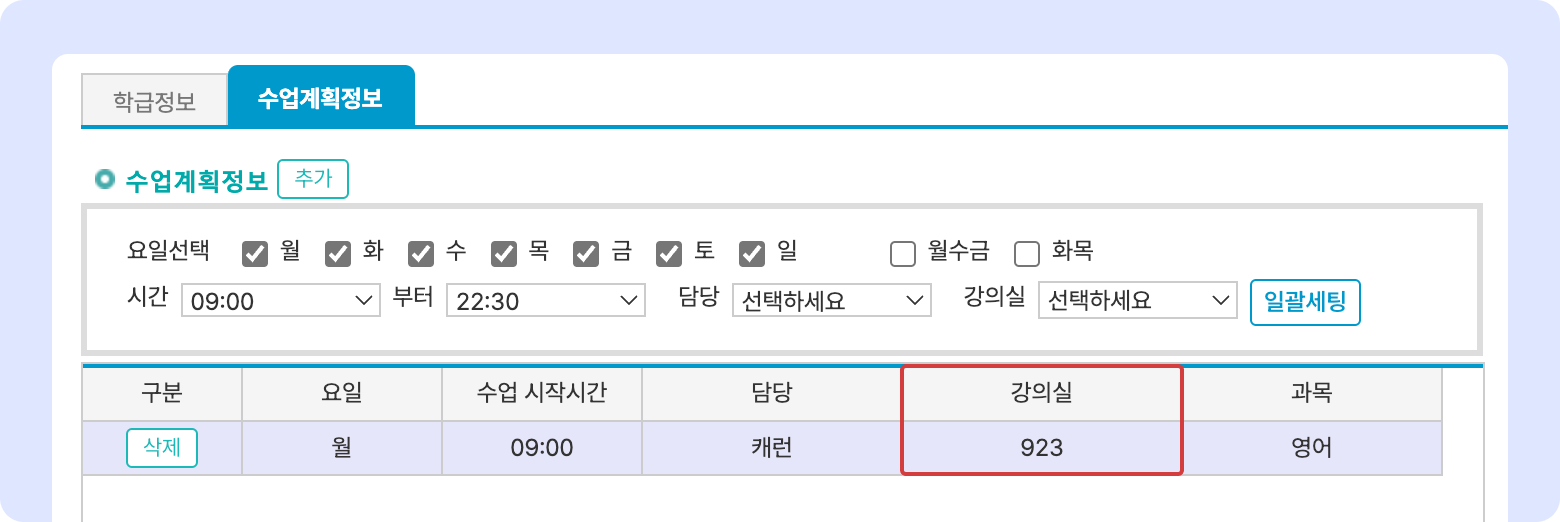 학급정보 수업계획정보
수업계획정보 추가
요일선택 월 화 수 목 금 토 일 월수금 화목
시간 09:00 부터 22:30 담당 선택하세요 강의실 선택하세요 일괄세팅
구분 요일 수업 시작시간 담당 강의실 과목
삭제 월 09:00 캐런 923 영어